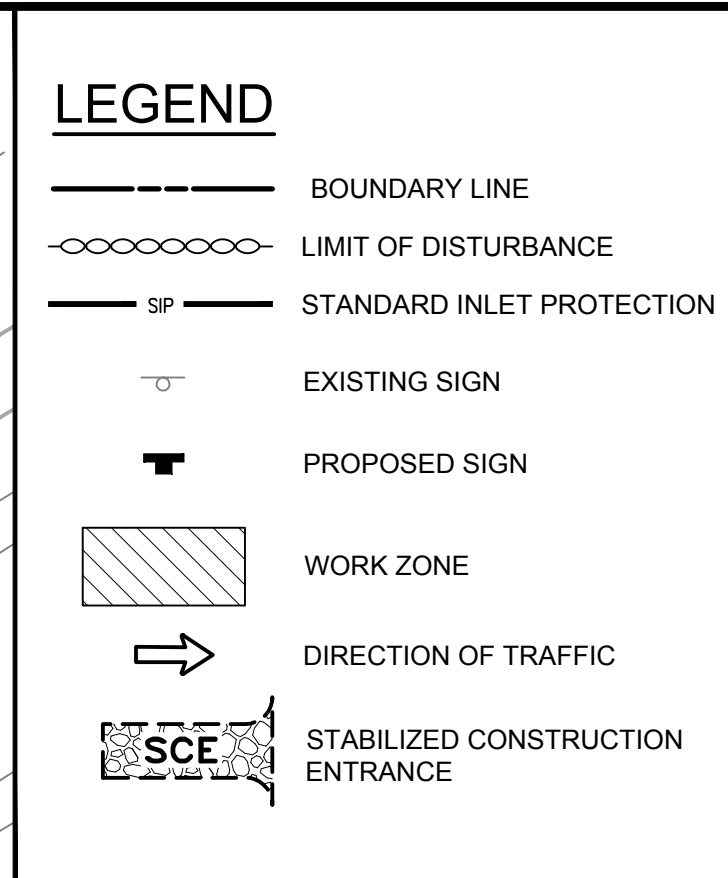 LEGEND
BOUNDARY LINE
LIMIT OF DISTURBANCE
SIP STANDARD INLET PROTECTION
EXISTING SIGN
PROPOSED SIGN
WORK ZONE
DIRECTION OF TRAFFIC
SCE STABILIZED CONSTRUCTION
ENTRANCE